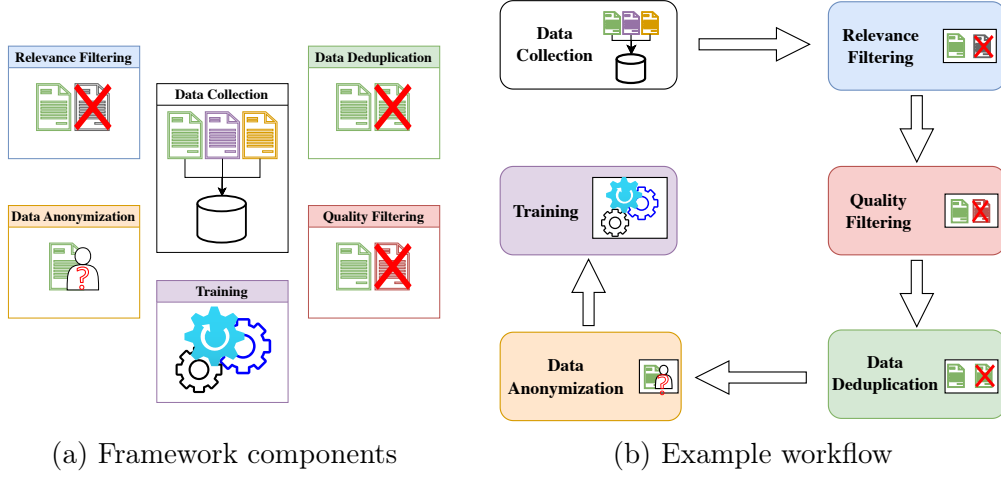 Relevance Filtering
Data Deduplication
Data Collection
Data Anonymization
?
Quality Filtering
Training
(a) Framework components
Data
Collection
Relevance
Filtering
Quality
Filtering
Data
Deduplication
Data
Anonymization
?
Training
(b) Example workflow